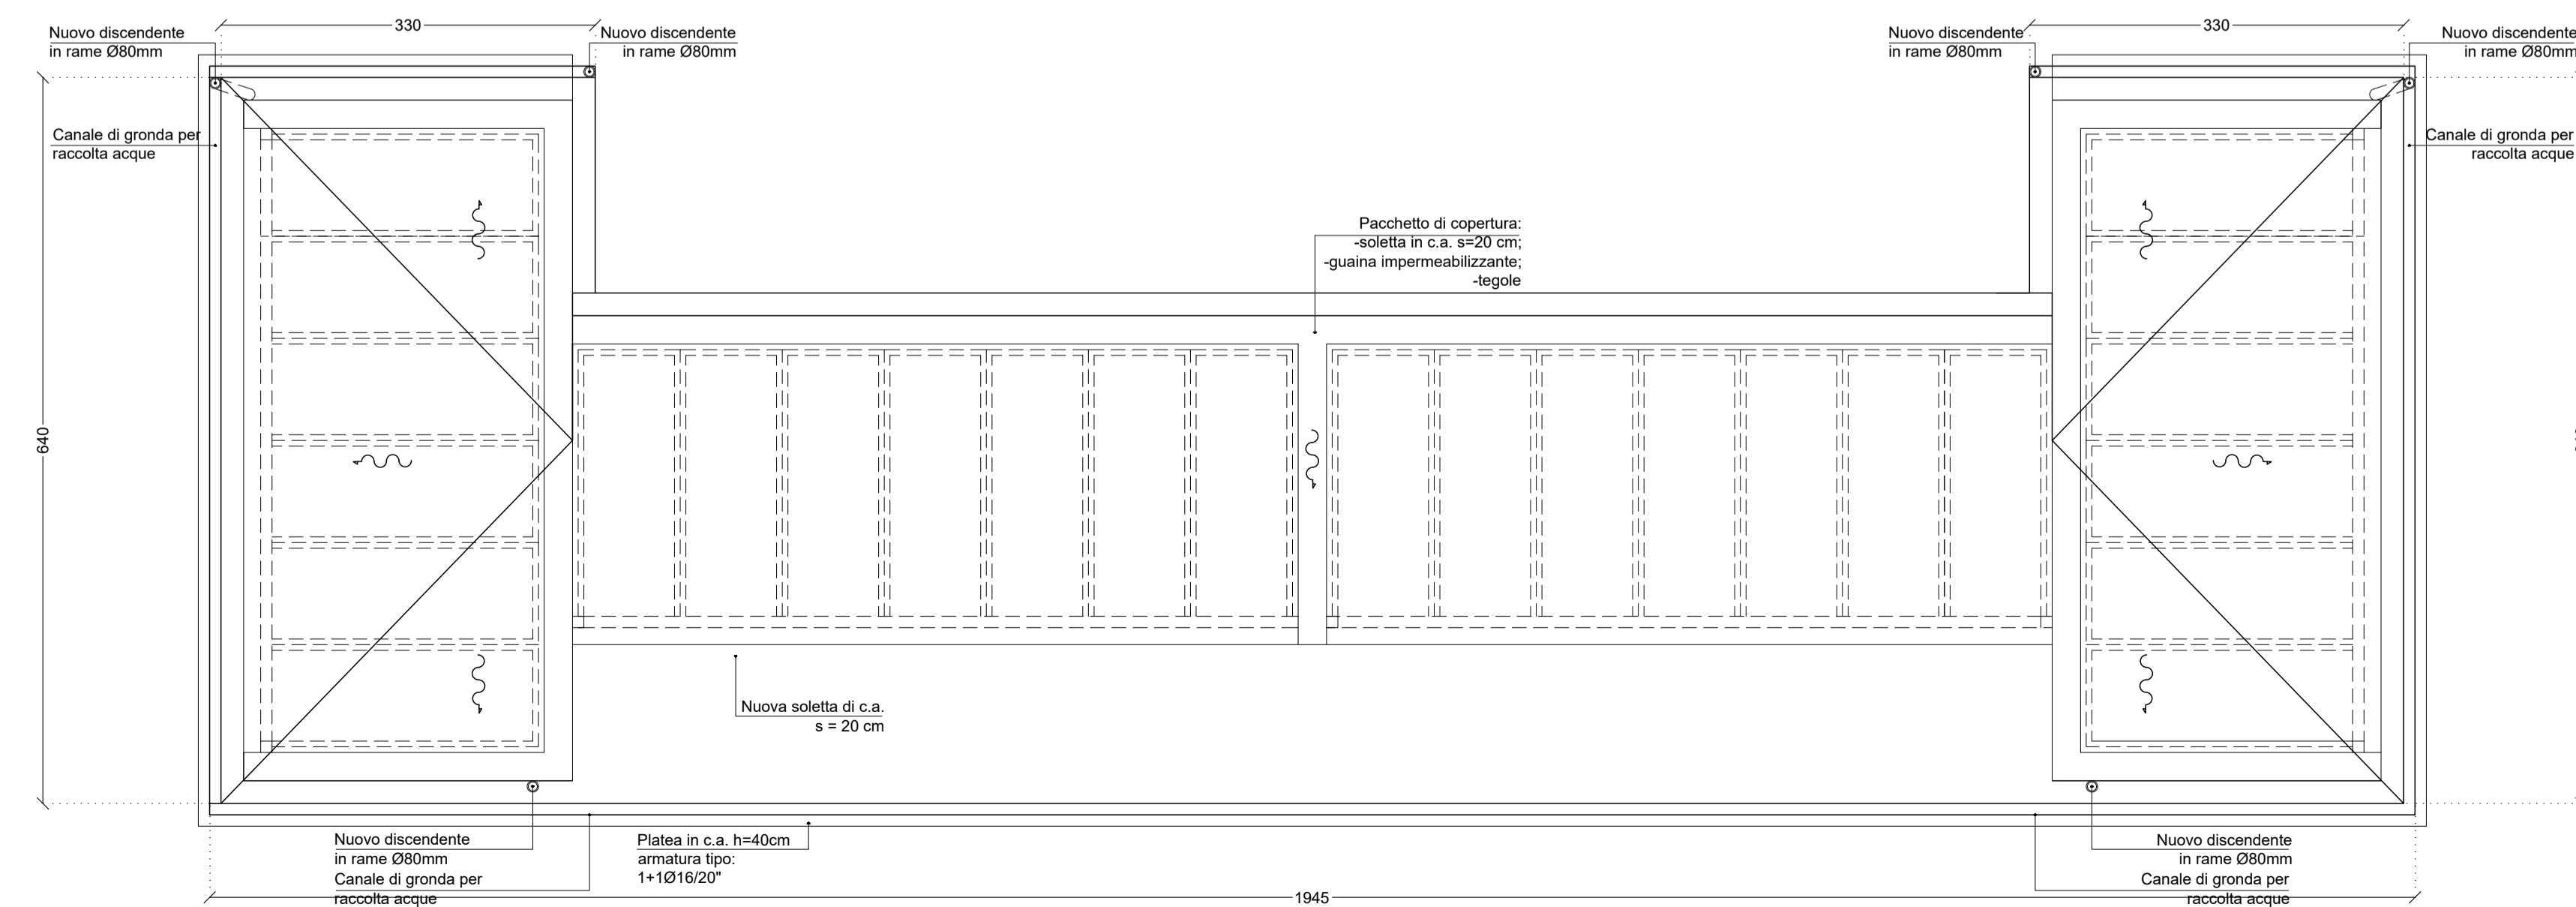 330
330
Nuovo discendente
in rame Ø80mm
Nuovo discendente
in rame Ø80mm
Nuovo discendente
in rame Ø80mm
Nuovo discendente
in rame Ø80mm
Canale di gronda per
raccolta acque
Canale di gronda per
raccolta acque
Pacchetto di copertura:
-soletta in c.a. s=20 cm;
-guaina impermeabilizzante;
-tegole
640
Nuova soletta di c.a.
s = 20 cm
Nuovo discendente
in rame Ø80mm
Canale di gronda per
raccolta acque
Platea in c.a. h=40cm
armatura tipo:
1+1Ø16/20"
Nuovo discendente
in rame Ø80mm
Canale di gronda per
raccolta acque
1945